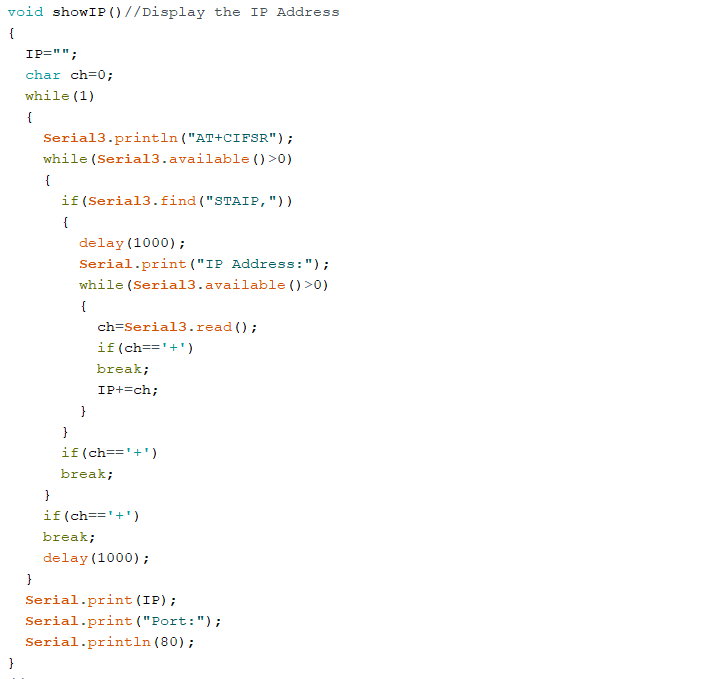 void showIP()//Display the IP Address
{
  IP="";
  char ch=0;
  while(1)
  {
    Serial3.println("AT+CIFSR");
    while(Serial3.available()>0)
    {
      if(Serial3.find("STAIP,"))
      {
        delay(1000);
        Serial.print("IP Address:");
        while(Serial3.available()>0)
        {
          ch=Serial3.read();
          if(ch=='+')
          break;
          IP+=ch;
        }
      }
      if(ch=='+')
      break;
    }
    if(ch=='+')
    break;
    delay(1000);
  }
  Serial.print(IP);
  Serial.print("Port:");
  Serial.println(80);
}